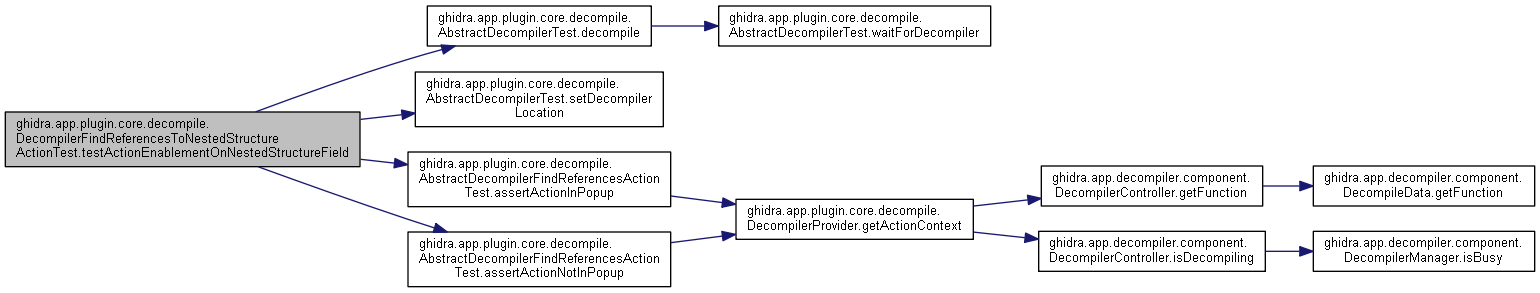 ghidra.app.plugin.core.decompile.
DecompilerFindReferencesToNestedStructure
ActionTest.testActionEnablementOnNestedStructureField
ghidra.app.plugin.core.decompile.
AbstractDecompilerTest.decompile
ghidra.app.plugin.core.decompile.
AbstractDecompilerTest.waitForDecompiler
ghidra.app.plugin.core.decompile.
AbstractDecompilerTest.setDecompiler
Location
ghidra.app.plugin.core.decompile.
AbstractDecompilerFindReferencesAction
Test.assertActionInPopup
ghidra.app.plugin.core.decompile.
AbstractDecompilerFindReferencesAction
Test.assertActionNotInPopup
ghidra.app.plugin.core.decompile.
DecompilerProvider.getActionContext
ghidra.app.decompiler.component.
DecompilerController.getFunction
ghidra.app.decompiler.component.
DecompileData.getFunction
ghidra.app.decompiler.component.
DecompilerController.isDecompiling
ghidra.app.decompiler.component.
DecompilerManager.isBusy